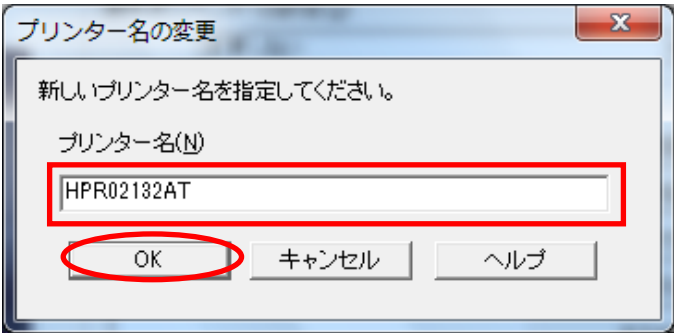 プリンター名の変更
新しいプリンター名を指定してください。
プリンター名(N)
HPR02132AT
OK キャンセル ヘルプ